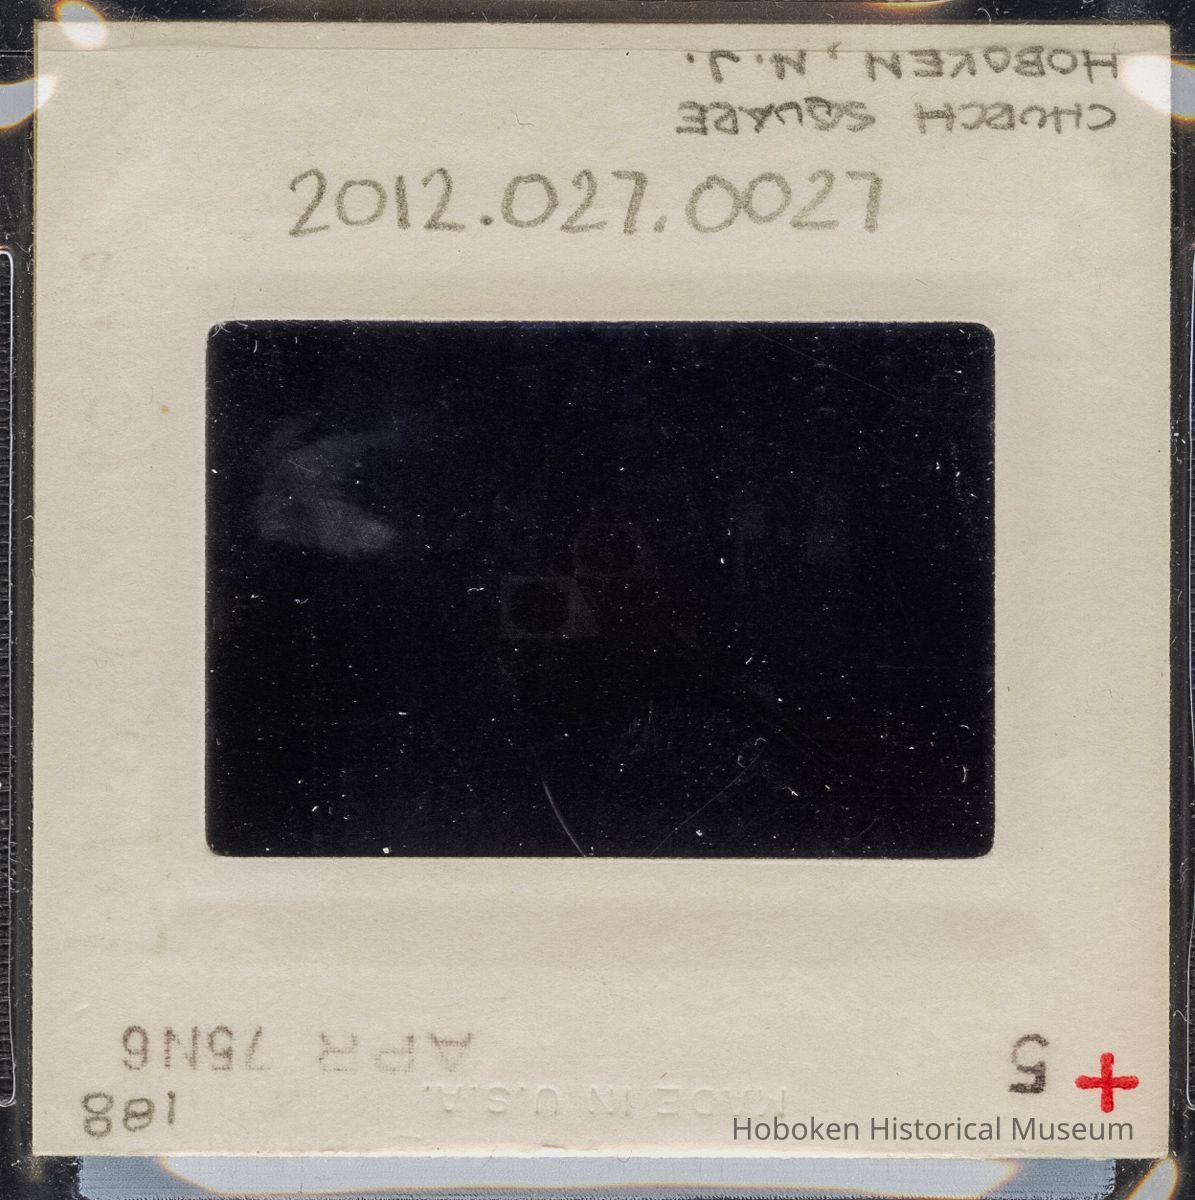 CHURCH SQUARE
HOBOKEN, N.J.
2012.027.0027
APR 75N6
5
MADE IN U.S.A.
188
Hoboken Historical Museum